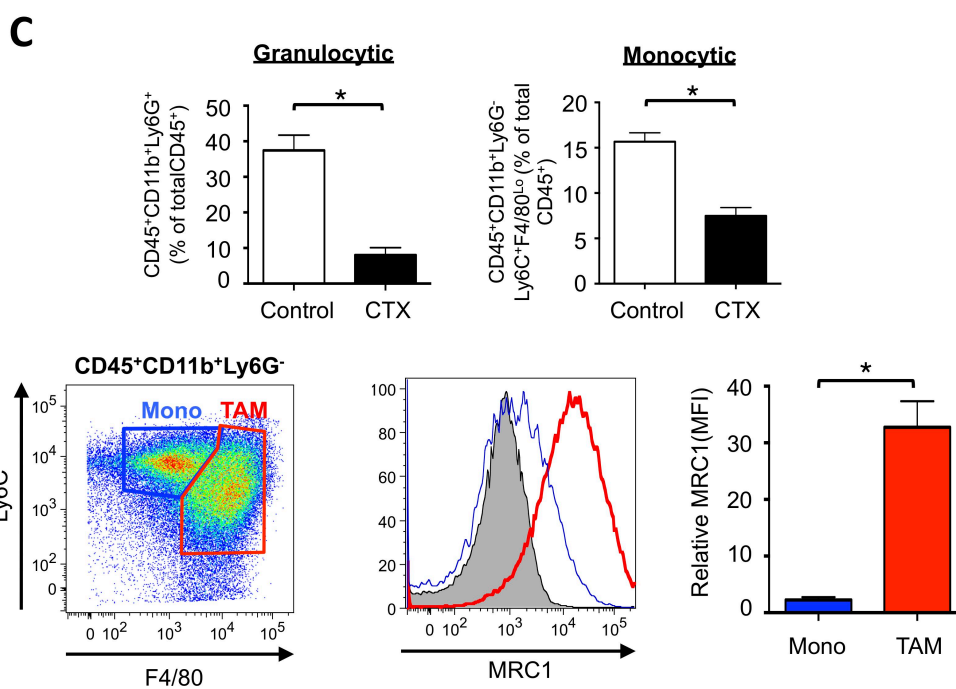 C
Granulocytic
CD45⁺CD11b⁺Ly6G⁺
(% of totalCD45⁺)
50
40
30
20
10
0
*
Control
CTX
Monocytic
CD45⁺CD11b⁺Ly6G⁻
Ly6C⁺F4/80ᴸᵒ (% of total
CD45⁺)
20
15
10
5
0
*
Control
CTX
CD45⁺CD11b⁺Ly6G⁻
Mono
TAM
Ly6C
10⁵
10⁴
10³
10²
0
0 10² 10³ 10⁴ 10⁵
F4/80
100
80
60
40
20
0
0 10² 10³ 10⁴ 10⁵
MRC1
Relative MRC1(MFI)
40
30
20
10
0
*
Mono
TAM